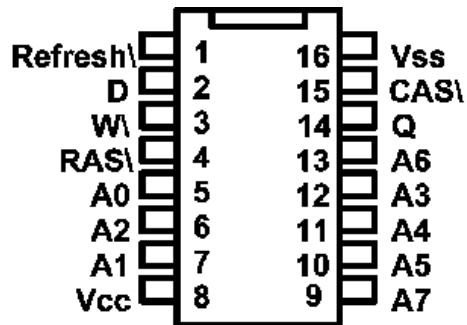 Refresh\ 1 16 Vss
D 2 15 CAS\
W\ 3 14 Q
RAS\ 4 13 A6
A0 5 12 A3
A2 6 11 A4
A1 7 10 A5
Vcc 8 9 A7